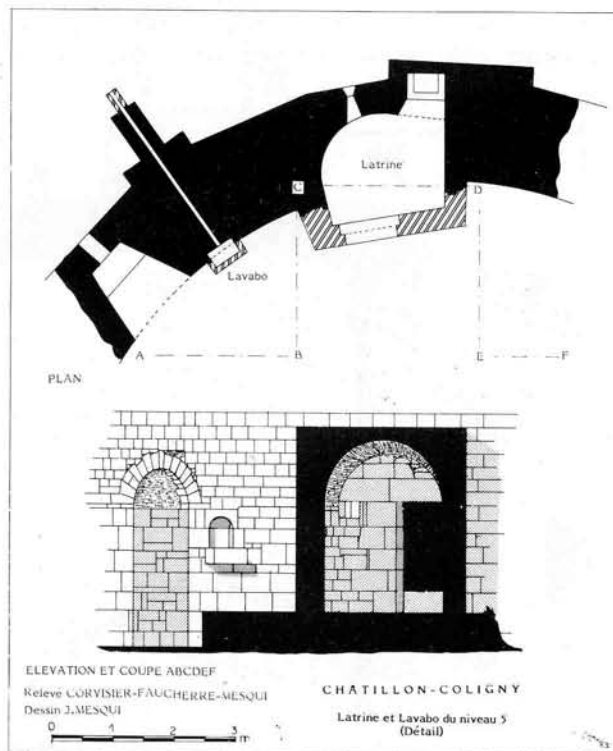 Latrine
C
D
Lavabo
A
B
E
F
PLAN
ELEVATION ET COUPE ABCDEF
Relevé CORVISIER-FAUCHERRE-MESQUI
Dessin J.MESQUI
0 1 2 3
m
CHATILLON-COLIGNY
Latrine et Lavabo du niveau 5
(Détail)